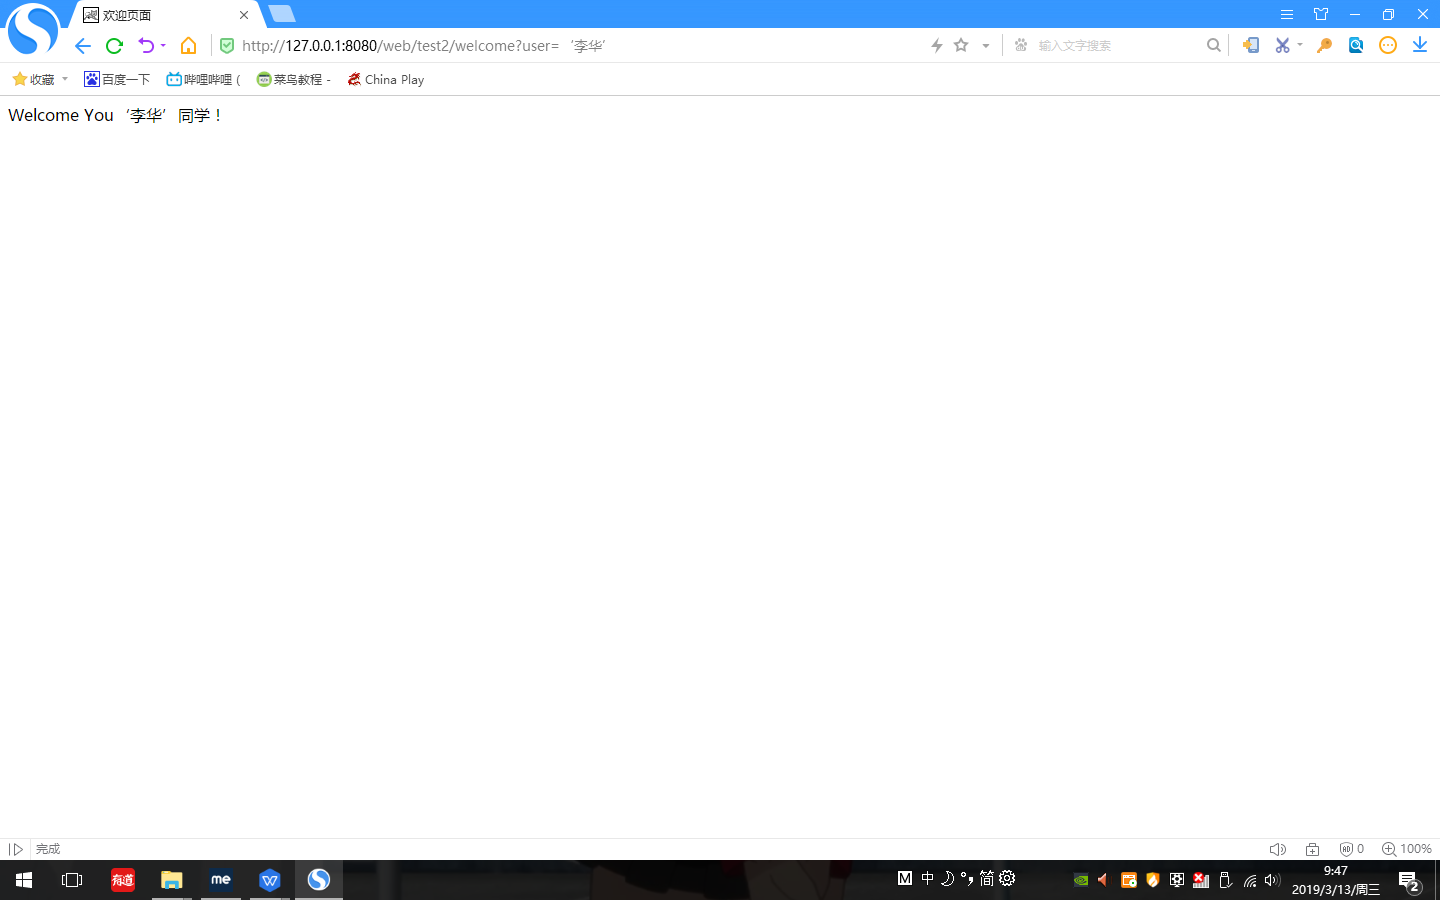 欢迎页面
http://127.0.0.1:8080/web/test2/welcome?user=‘李华’
输入文字搜索
收藏
百度一下
哔哩哔哩 (
菜鸟教程 -
China Play
Welcome You‘李华’同学！
完成
0
100%
有道
me
M 中 简
9:47
2019/3/13/周三
2